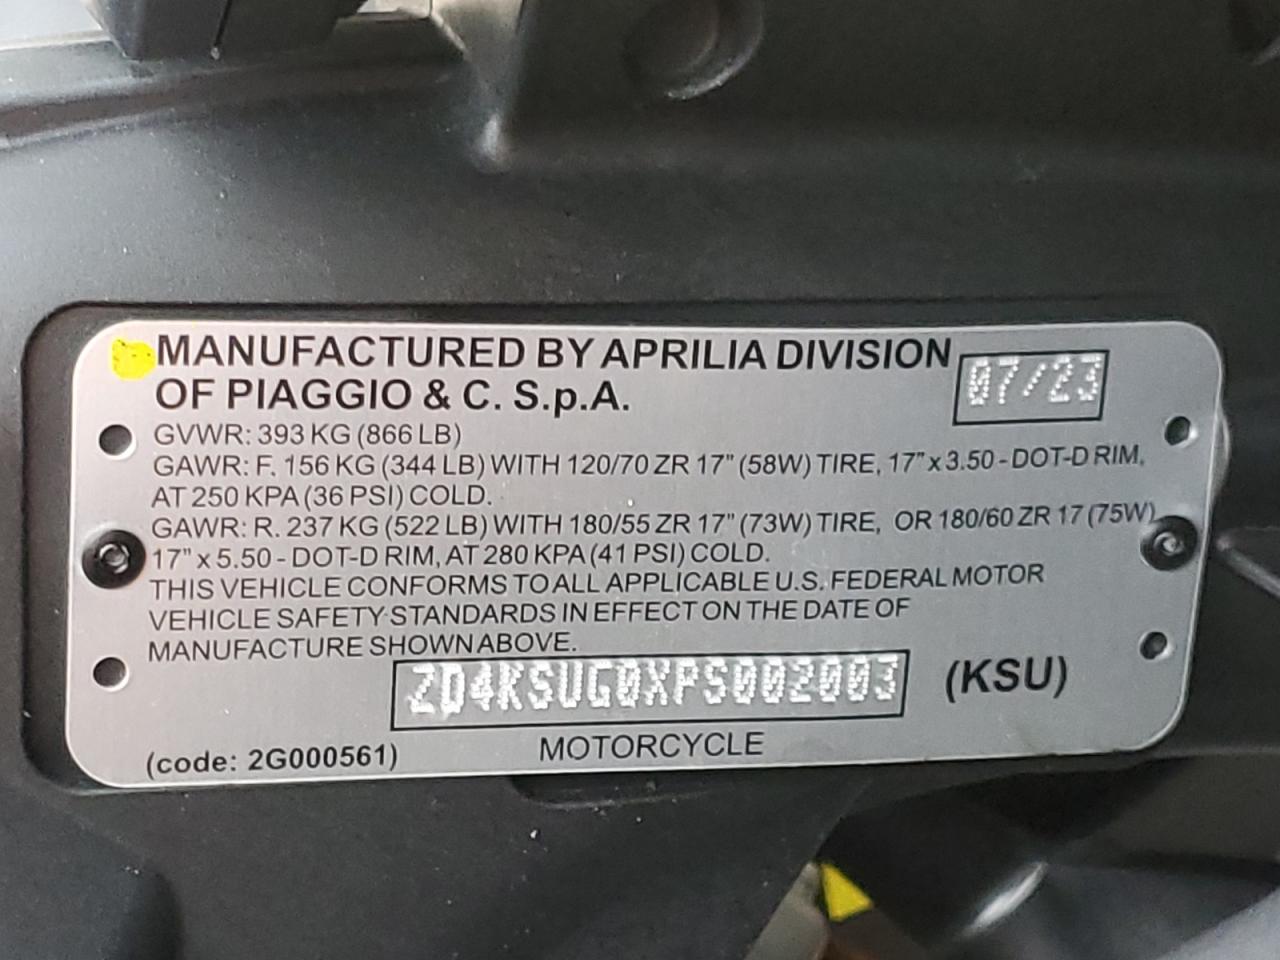 MANUFACTURED BY APRILIA DIVISION
OF PIAGGIO & C. S.p.A.
07/23
GVWR: 393 KG (866 LB)
GAWR: F. 156 KG (344 LB) WITH 120/70 ZR 17" (58W) TIRE, 17" x 3.50 - DOT-D RIM,
AT 250 KPA (36 PSI) COLD.
GAWR: R. 237 KG (522 LB) WITH 180/55 ZR 17" (73W) TIRE, OR 180/60 ZR 17 (75W)
17" x 5.50 - DOT-D RIM, AT 280 KPA (41 PSI) COLD.
THIS VEHICLE CONFORMS TO ALL APPLICABLE U.S. FEDERAL MOTOR
VEHICLE SAFETY STANDARDS IN EFFECT ON THE DATE OF
MANUFACTURE SHOWN ABOVE.
ZD4KSUG0XPS002003 (KSU)
(code: 2G000561) MOTORCYCLE